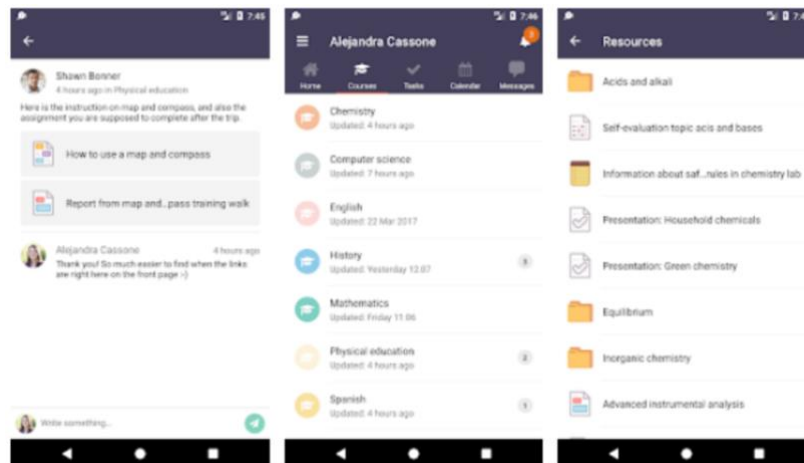 7:45
Shawn Bonner
4 hours ago in Physical education
Here is the instruction on map and compass, and also the
assignment you are supposed to complete after the trip.
How to use a map and compass
Report from map and...pass training walk
Alejandra Cassone 4 hours ago
Thank you! So much easier to find when the links
are right here on the front page :-)
Write something...
7:46
Alejandra Cassone
Home Courses Tasks Calendar Messages
Chemistry
Updated: 4 hours ago
Computer science
Updated: 7 hours ago
English
Updated: 22 Mar 2017
History
Updated: Yesterday 12:07
Mathematics
Updated: Friday 11:06
Physical education
Updated: 4 hours ago
2
Spanish
Updated: 4 hours ago
1
Resources
Acids and alkali
Self-evaluation topic acis and bases
Information about saf...rules in chemistry lab
Presentation: Household chemicals
Presentation: Green chemistry
Equilibrium
Inorganic chemistry
Advanced instrumental analysis